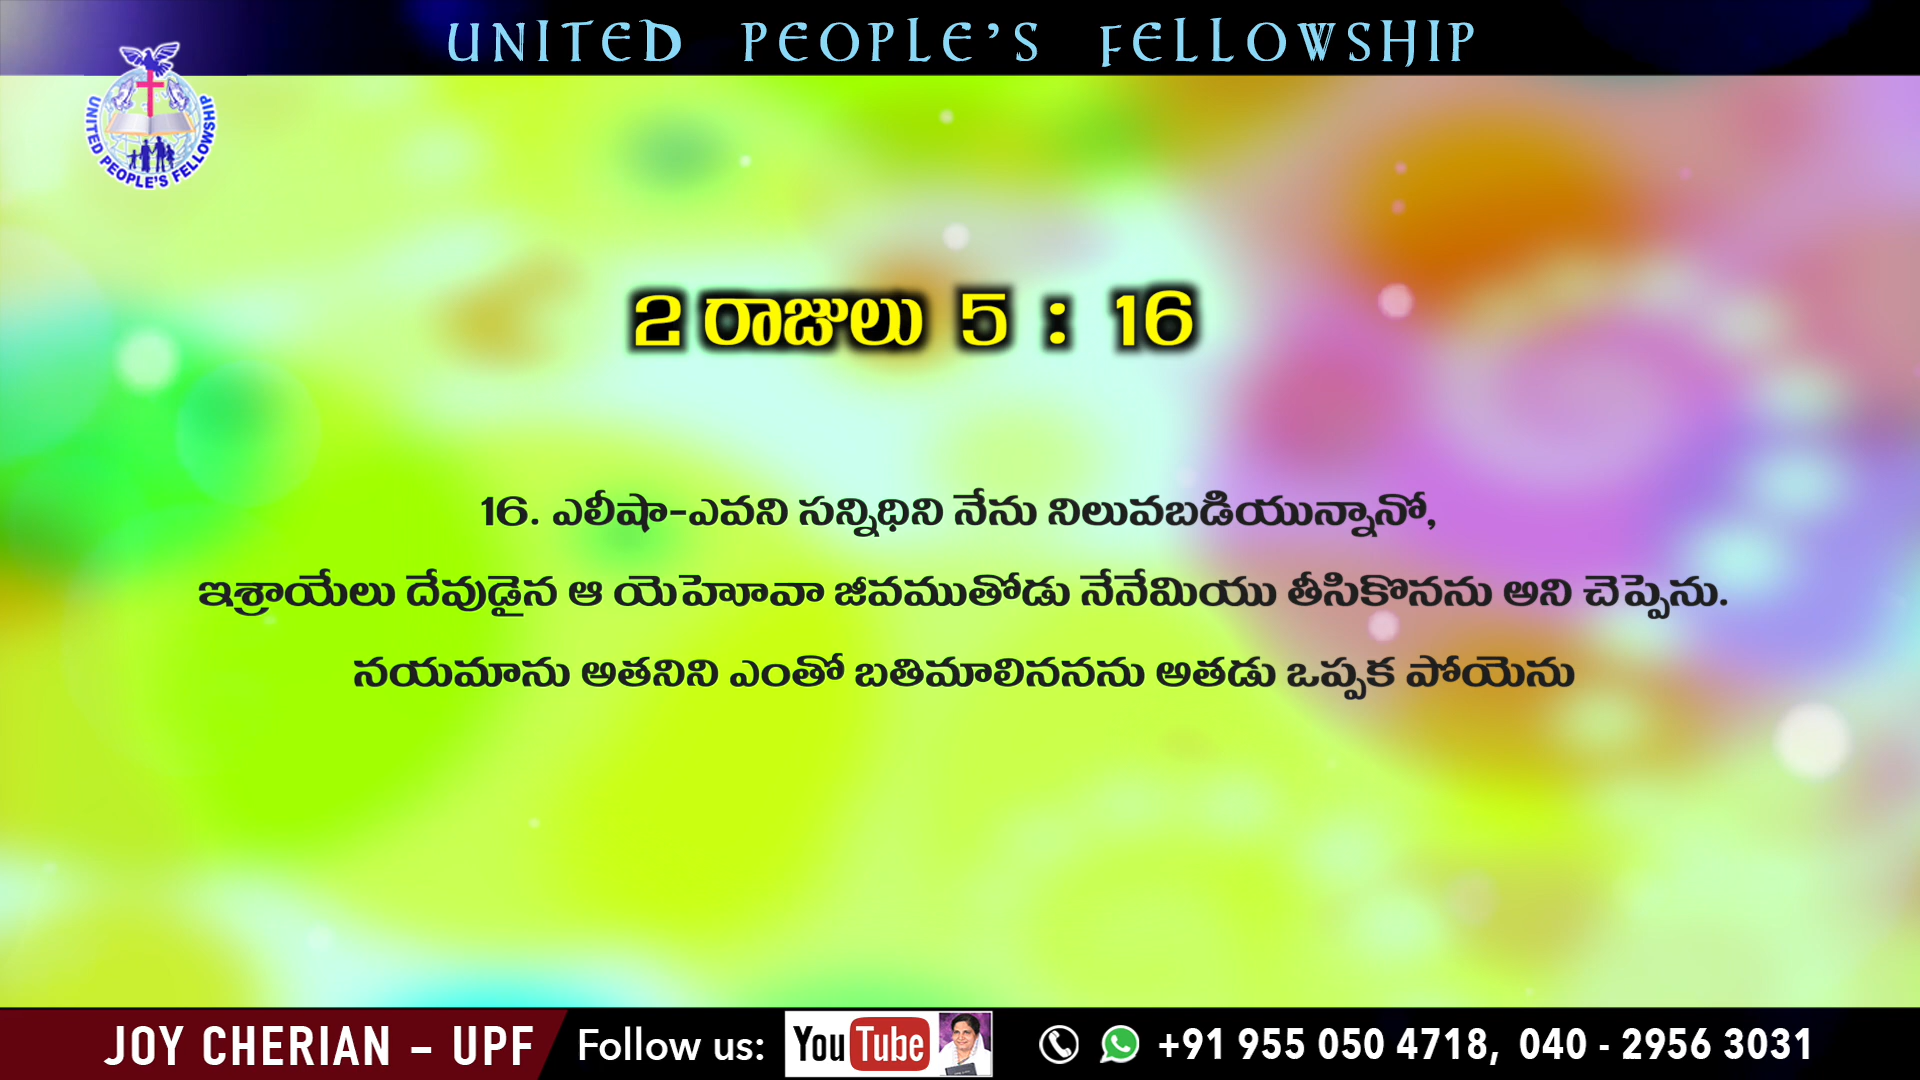 UNITED PEOPLE'S FELLOWSHIP
UNITED PEOPLE'S FELLOWSHIP
2 రాజులు 5 : 16
16. ఎలీషా-ఎవని సన్నిధిని నేను నిలువబడియున్నానో,
ఇశ్రాయేలు దేవుడైన ఆ యెహెూవా జీవముతోడు నేనేమియు తీసికొనను అని చెప్పెను.
నయమాను అతనిని ఎంతో బతిమాలినను అతడు ఒప్పక పోయెను
JOY CHERIAN – UPF Follow us: YouTube +91 955 050 4718, 040 - 2956 3031